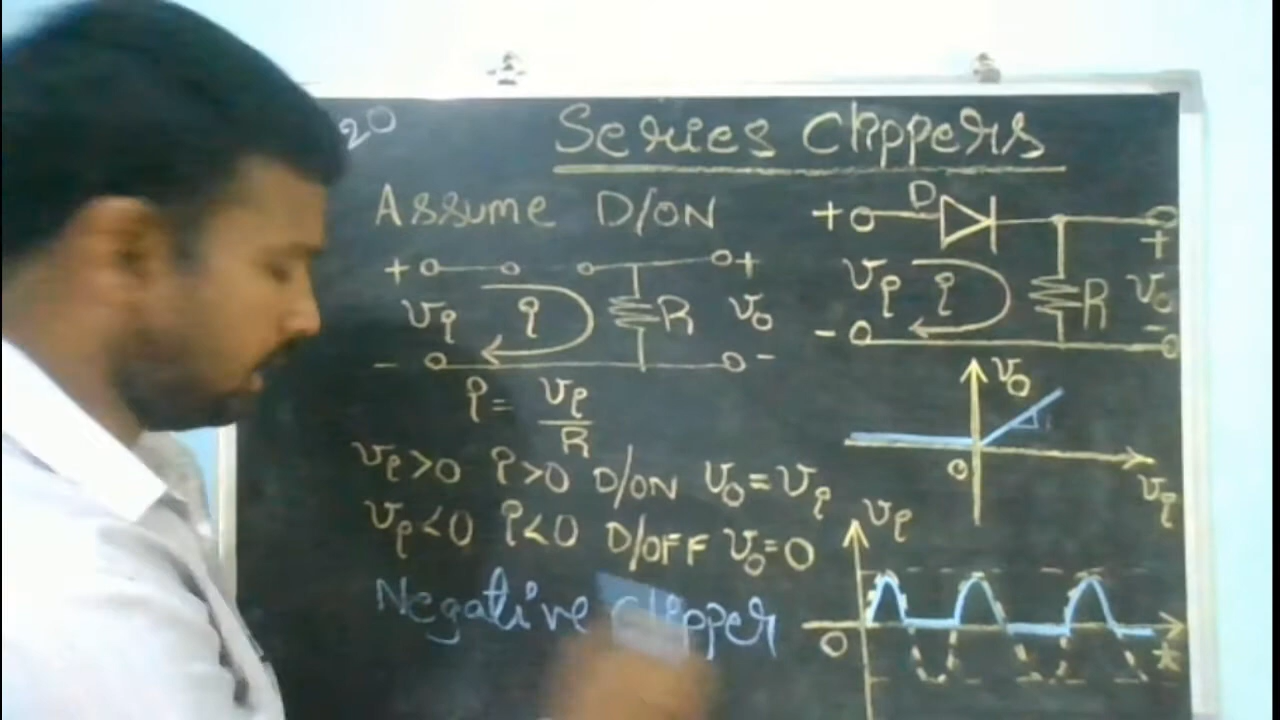 20
Series Clippers
Assume D/ON
+ +
vi i R vo
- -
i = vi/R
vi>0 i>0 D/ON vo=vi
vi<0 i<0 D/OFF vo=0
Negative clipper
+ D +
vi i R vo
- -
vo
0
vi
vi
0
t